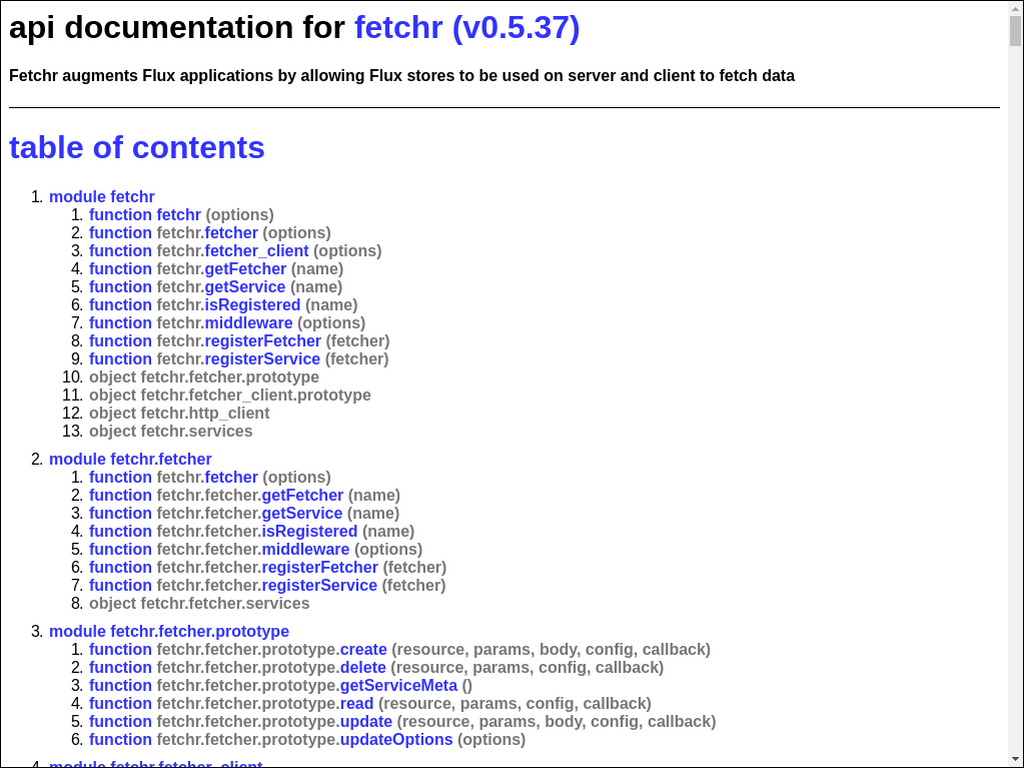 api documentation for fetchr (v0.5.37)
Fetchr augments Flux applications by allowing Flux stores to be used on server and client to fetch data
table of contents
1. module fetchr
1. function fetchr (options)
2. function fetchr.fetcher (options)
3. function fetchr.fetcher_client (options)
4. function fetchr.getFetcher (name)
5. function fetchr.getService (name)
6. function fetchr.isRegistered (name)
7. function fetchr.middleware (options)
8. function fetchr.registerFetcher (fetcher)
9. function fetchr.registerService (fetcher)
10. object fetchr.fetcher.prototype
11. object fetchr.fetcher_client.prototype
12. object fetchr.http_client
13. object fetchr.services
2. module fetchr.fetcher
1. function fetchr.fetcher (options)
2. function fetchr.fetcher.getFetcher (name)
3. function fetchr.fetcher.getService (name)
4. function fetchr.fetcher.isRegistered (name)
5. function fetchr.fetcher.middleware (options)
6. function fetchr.fetcher.registerFetcher (fetcher)
7. function fetchr.fetcher.registerService (fetcher)
8. object fetchr.fetcher.services
3. module fetchr.fetcher.prototype
1. function fetchr.fetcher.prototype.create (resource, params, body, config, callback)
2. function fetchr.fetcher.prototype.delete (resource, params, config, callback)
3. function fetchr.fetcher.prototype.getServiceMeta ()
4. function fetchr.fetcher.prototype.read (resource, params, config, callback)
5. function fetchr.fetcher.prototype.update (resource, params, body, config, callback)
6. function fetchr.fetcher.prototype.updateOptions (options)
4. module fetchr.fetcher_client